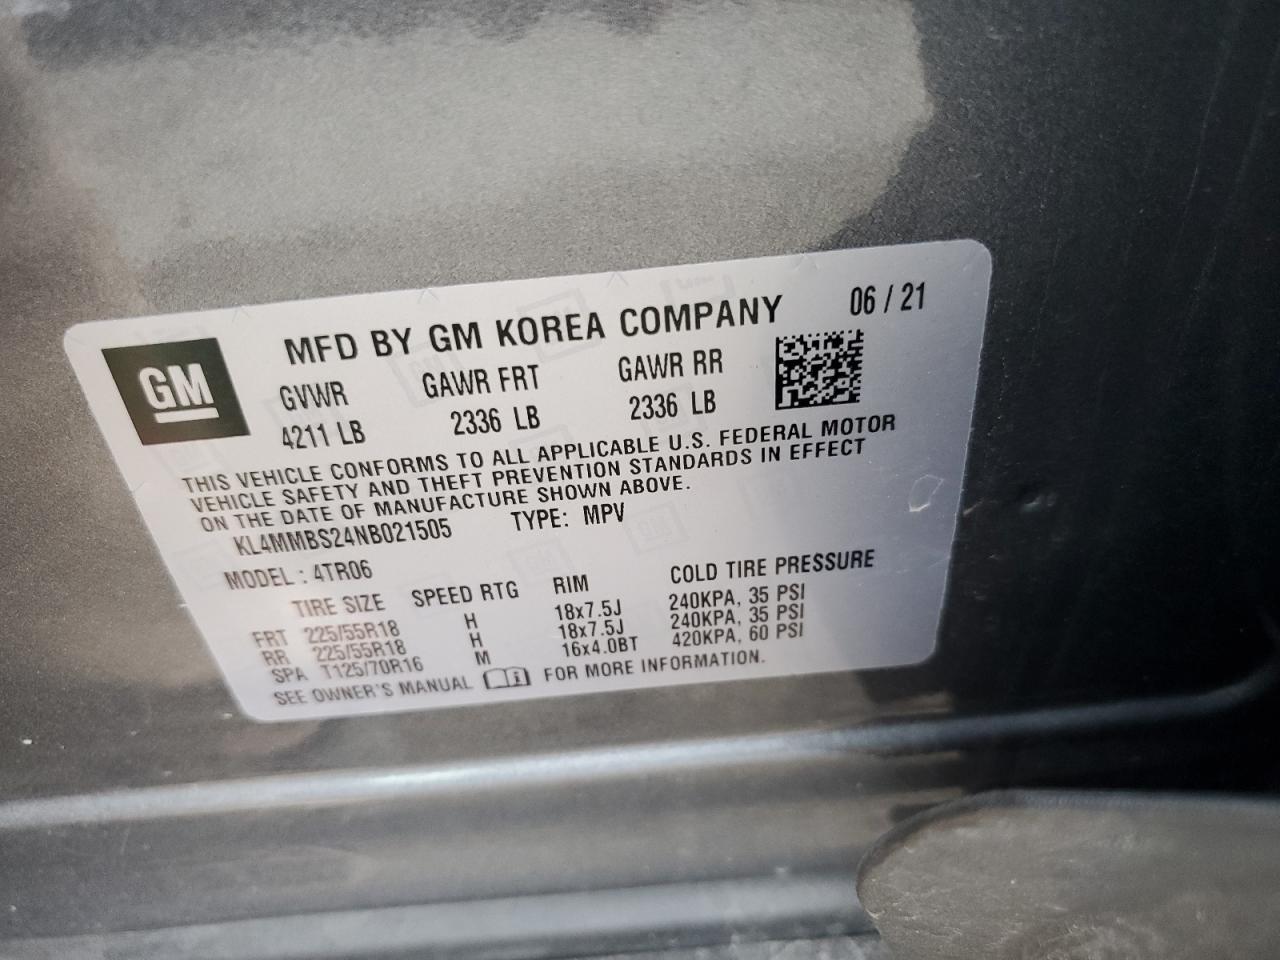 GM
MFD BY GM KOREA COMPANY 06 / 21
GVWR GAWR FRT GAWR RR
4211 LB 2336 LB 2336 LB
THIS VEHICLE CONFORMS TO ALL APPLICABLE U.S. FEDERAL MOTOR
VEHICLE SAFETY AND THEFT PREVENTION STANDARDS IN EFFECT
ON THE DATE OF MANUFACTURE SHOWN ABOVE.
KL4MMBS24NB021505 TYPE: MPV
MODEL : 4TR06
TIRE SIZE SPEED RTG RIM COLD TIRE PRESSURE
FRT 225/55R18 H 18x7.5J 240KPA, 35 PSI
RR 225/55R18 H 18x7.5J 240KPA, 35 PSI
SPA T125/70R16 M 16x4.0BT 420KPA, 60 PSI
SEE OWNER'S MANUAL FOR MORE INFORMATION.